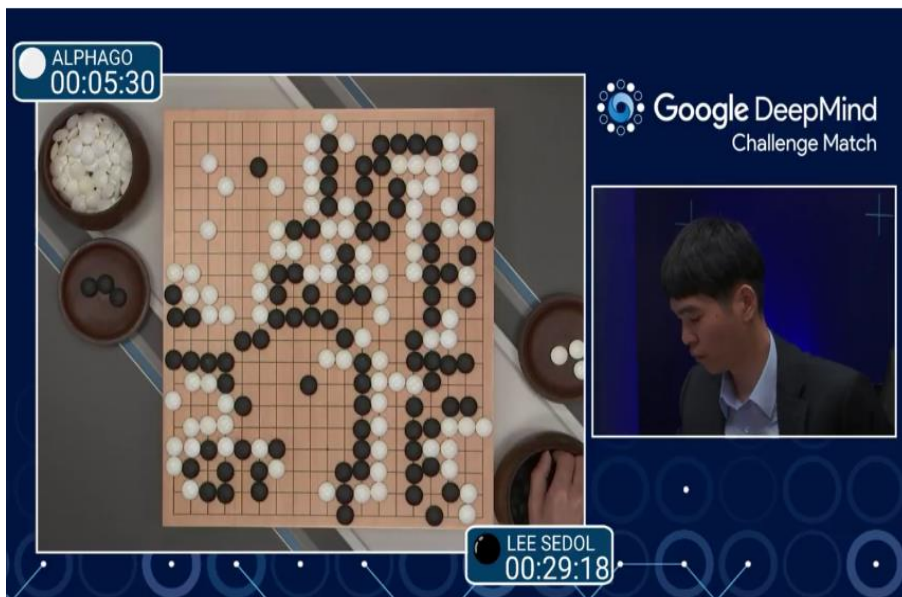 ALPHAGO
00:05:30
Google DeepMind
Challenge Match
LEE SEDOL
00:29:18